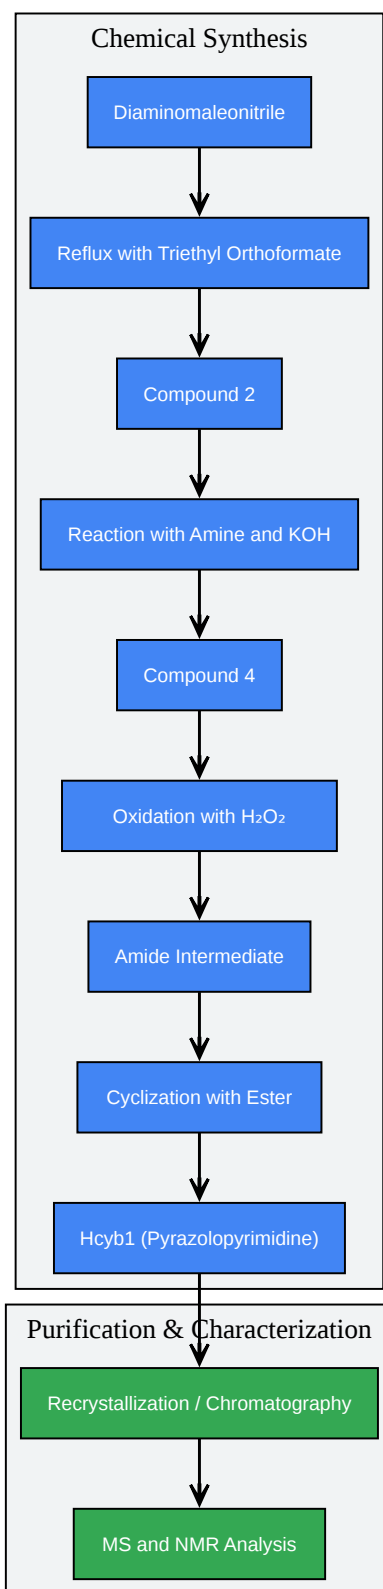 Chemical Synthesis
Diaminomaleonitrile
Reflux with Triethyl Orthoformate
Compound 2
Reaction with Amine and KOH
Compound 4
Oxidation with H₂O₂
Amide Intermediate
Cyclization with Ester
Hcyb1 (Pyrazolopyrimidine)
Purification & Characterization
Recrystallization / Chromatography
MS and NMR Analysis